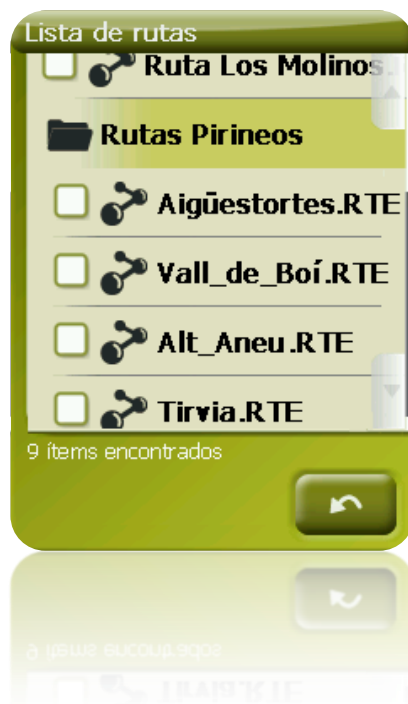 Lista de rutas
Ruta Los Molinos.
Rutas Pirineos
Aigüestortes.RTE
Vall_de_Boí.RTE
Alt_Aneu.RTE
Tirvia.RTE
9 ítems encontrados